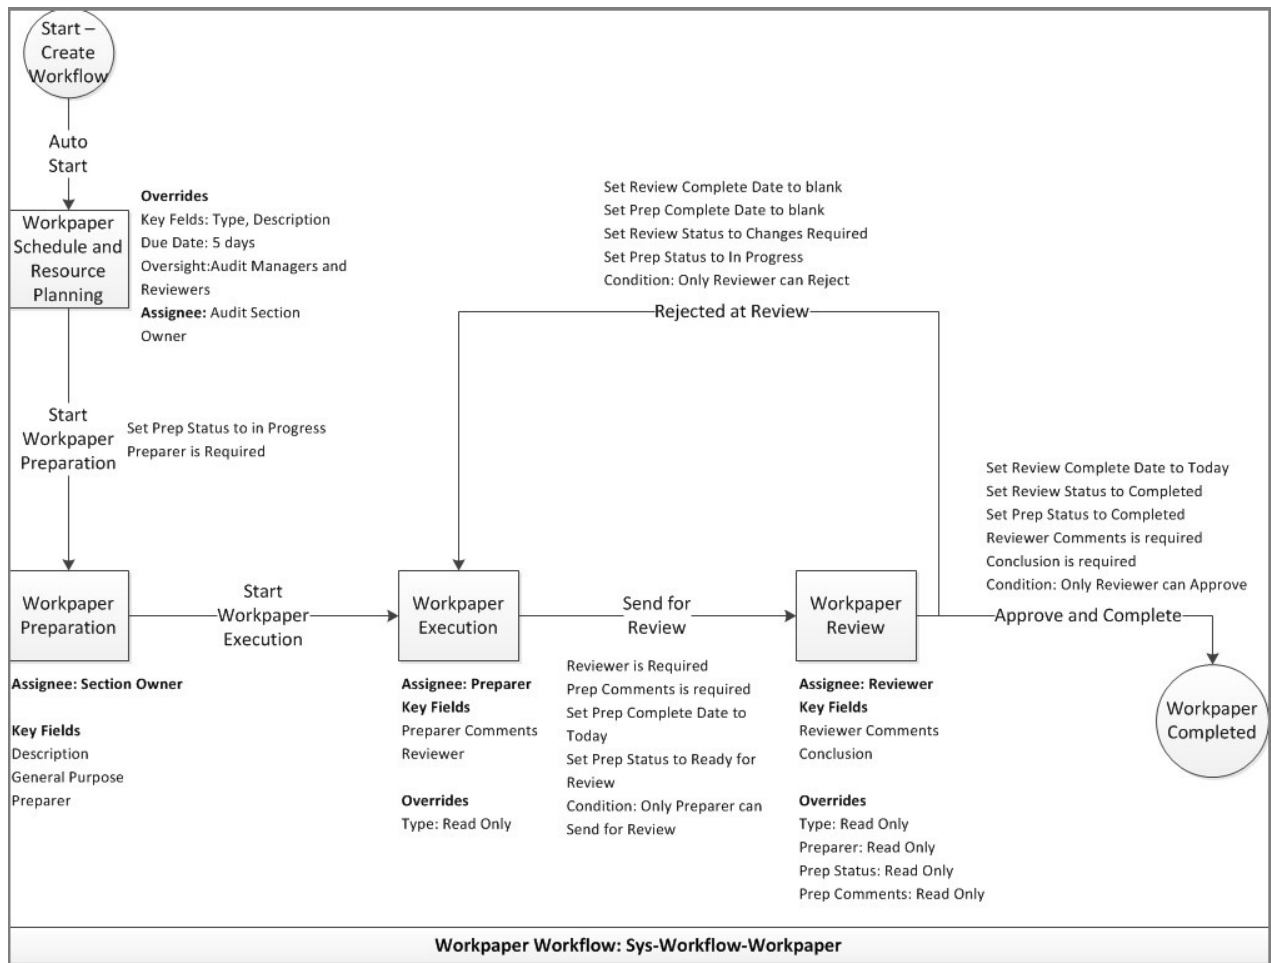 Start –
Create
Workflow
Auto
Start
Workpaper
Schedule and
Resource
Planning
Overrides
Key Felds: Type, Description
Due Date: 5 days
Oversight:Audit Managers and
Reviewers
Assignee: Audit Section
Owner
Set Review Complete Date to blank
Set Prep Complete Date to blank
Set Review Status to Changes Required
Set Prep Status to In Progress
Condition: Only Reviewer can Reject
Rejected at Review
Start
Workpaper
Preparation
Set Prep Status to in Progress
Preparer is Required
Set Review Complete Date to Today
Set Review Status to Completed
Set Prep Status to Completed
Reviewer Comments is required
Conclusion is required
Condition: Only Reviewer can Approve
Workpaper
Preparation
Start
Workpaper
Execution
Workpaper
Execution
Send for
Review
Workpaper
Review
Approve and Complete
Workpaper
Completed
Assignee: Section Owner
Key Fields
Description
General Purpose
Preparer
Assignee: Preparer
Key Fields
Preparer Comments
Reviewer
Overrides
Type: Read Only
Reviewer is Required
Prep Comments is required
Set Prep Complete Date to
Today
Set Prep Status to Ready for
Review
Condition: Only Preparer can
Send for Review
Assignee: Reviewer
Key Fields
Reviewer Comments
Conclusion
Overrides
Type: Read Only
Preparer: Read Only
Prep Status: Read Only
Prep Comments: Read Only
Workpaper Workflow: Sys-Workflow-Workpaper